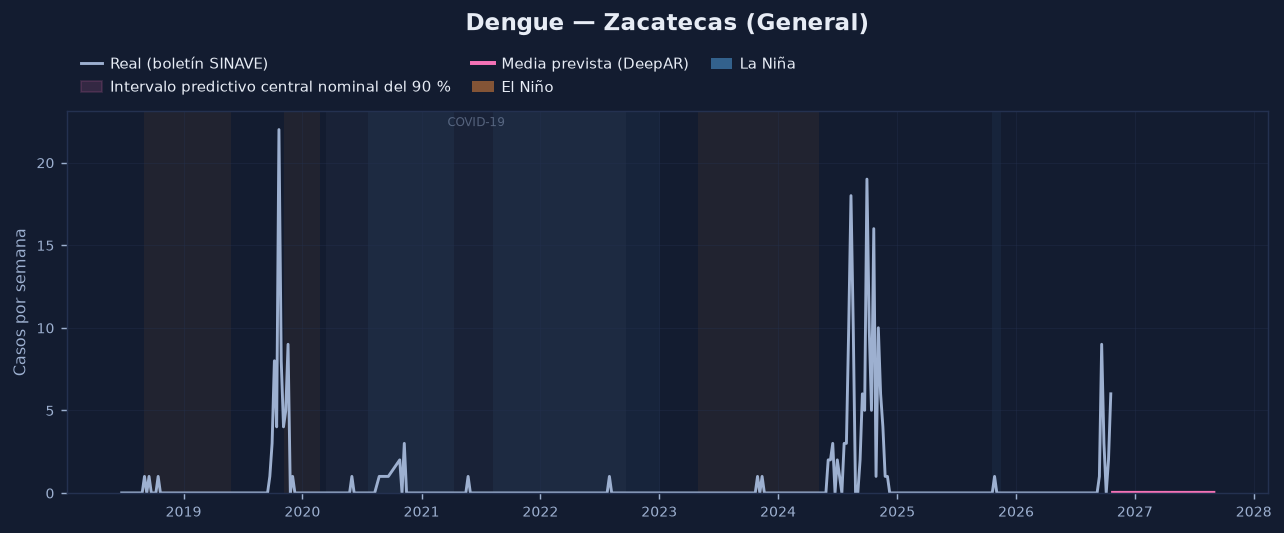 Dengue — Zacatecas (General)
Real (boletín SINAVE)
Media prevista (DeepAR)
La Niña
Intervalo predictivo central nominal del 90 %
El Niño
COVID-19
Casos por semana
20
15
10
5
0
2019 2020 2021 2022 2023 2024 2025 2026 2027 2028